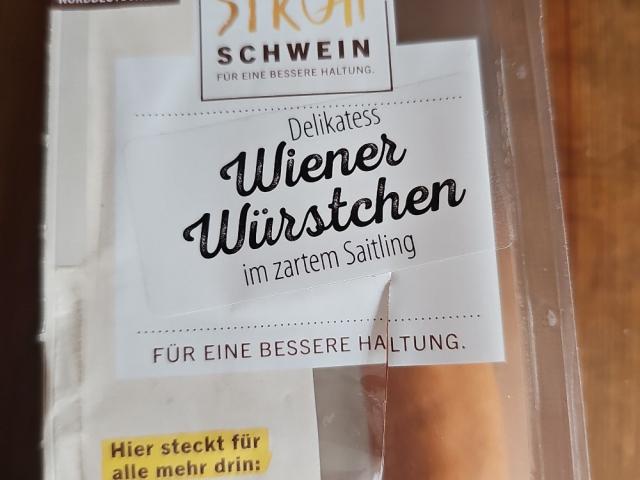 STROH
SCHWEIN
FÜR EINE BESSERE HALTUNG.
Delikatess
Wiener
Würstchen
im zartem Saitling
FÜR EINE BESSERE HALTUNG.
Hier steckt für
alle mehr drin: